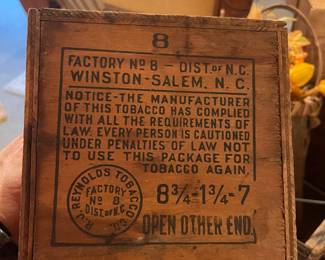 8
FACTORY No 8 - DIST. OF N.C.
WINSTON-SALEM, N. C.
NOTICE-THE MANUFACTURER
OF THIS TOBACCO HAS COMPLIED
WITH ALL THE REQUIREMENTS OF
LAW. EVERY PERSON IS CAUTIONED
UNDER PENALTIES OF LAW NOT
TO USE THIS PACKAGE FOR
TOBACCO AGAIN.
R. J. REYNOLDS TOBACCO CO.
FACTORY
No 8
DIST. OF N.C.
8¾-1¾-7
OPEN OTHER END.